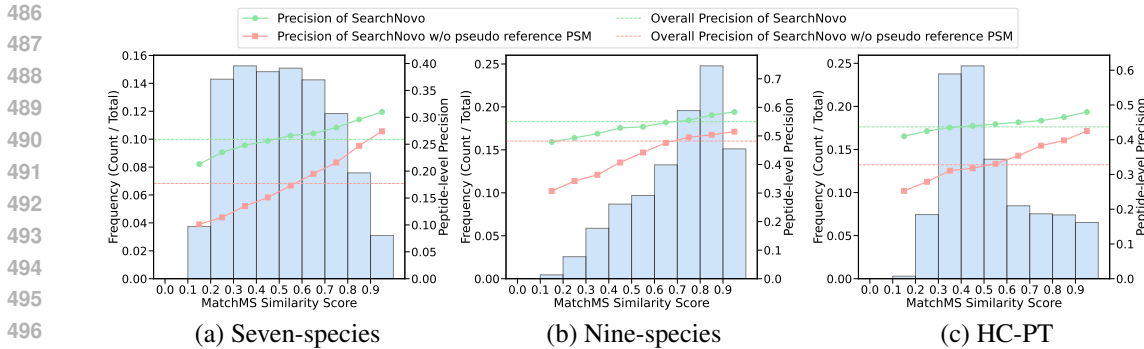 486
487
488
489
490
491
492
493
494
495
496
Precision of SearchNovo
Precision of SearchNovo w/o pseudo reference PSM
Overall Precision of SearchNovo
Overall Precision of SearchNovo w/o pseudo reference PSM
Frequency (Count / Total)
0.16
0.14
0.12
0.10
0.08
0.06
0.04
0.02
0.00
0.40
0.35
0.30
0.25
0.20
0.15
0.10
0.05
0.00
Peptide-level Precision
0.0 0.1 0.2 0.3 0.4 0.5 0.6 0.7 0.8 0.9
MatchMS Similarity Score
(a) Seven-species
Frequency (Count / Total)
0.25
0.20
0.15
0.10
0.05
0.00
0.7
0.6
0.5
0.4
0.3
0.2
0.1
0.0
Peptide-level Precision
0.0 0.1 0.2 0.3 0.4 0.5 0.6 0.7 0.8 0.9
MatchMS Similarity Score
(b) Nine-species
Frequency (Count / Total)
0.25
0.20
0.15
0.10
0.05
0.00
0.6
0.5
0.4
0.3
0.2
0.1
0.0
Peptide-level Precision
0.0 0.1 0.2 0.3 0.4 0.5 0.6 0.7 0.8 0.9
MatchMS Similarity Score
(c) HC-PT